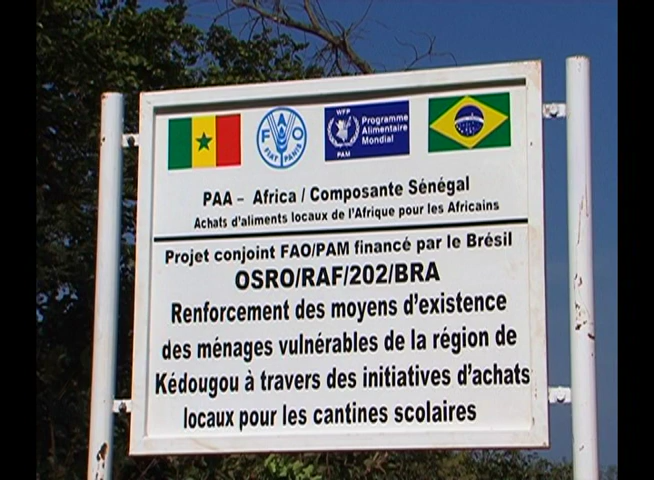 FAO
FIAT PANIS
WFP
Programme
Alimentaire
Mondial
PAM
PAA – Africa / Composante Sénégal
Achats d'aliments locaux de l'Afrique pour les Africains
Projet conjoint FAO/PAM financé par le Brésil
OSRO/RAF/202/BRA
Renforcement des moyens d'existence
des ménages vulnérables de la région de
Kédougou à travers des initiatives d'achats
locaux pour les cantines scolaires